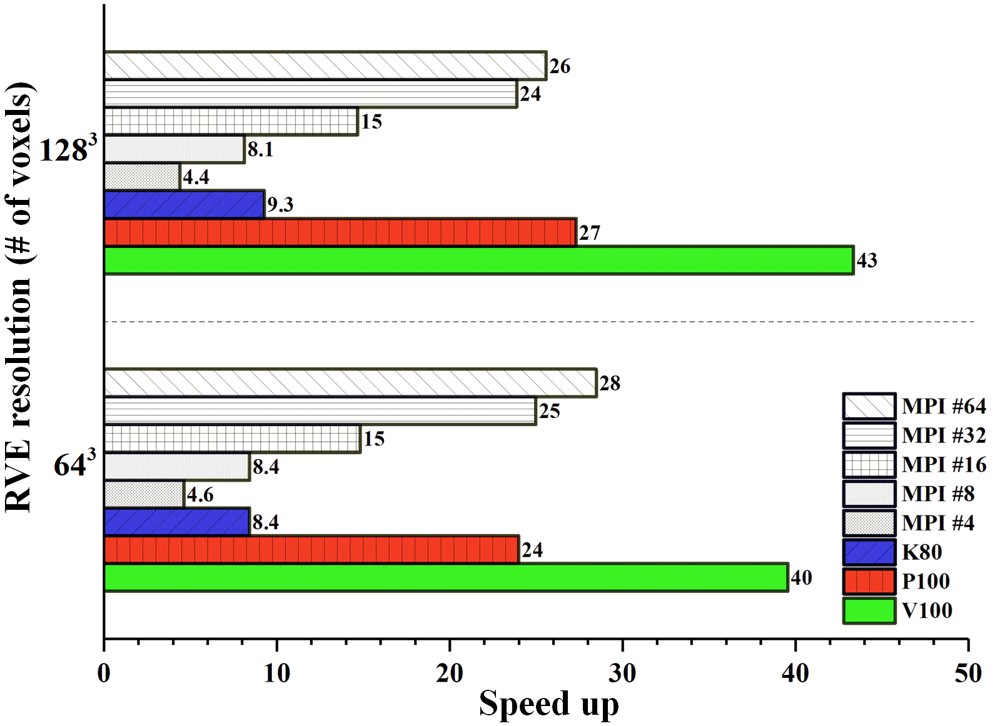 RVE resolution (# of voxels)
128³
26
24
15
8.1
4.4
9.3
27
43
64³
28
25
15
8.4
4.6
8.4
24
40
MPI #64
MPI #32
MPI #16
MPI #8
MPI #4
K80
P100
V100
0 10 20 30 40 50
Speed up